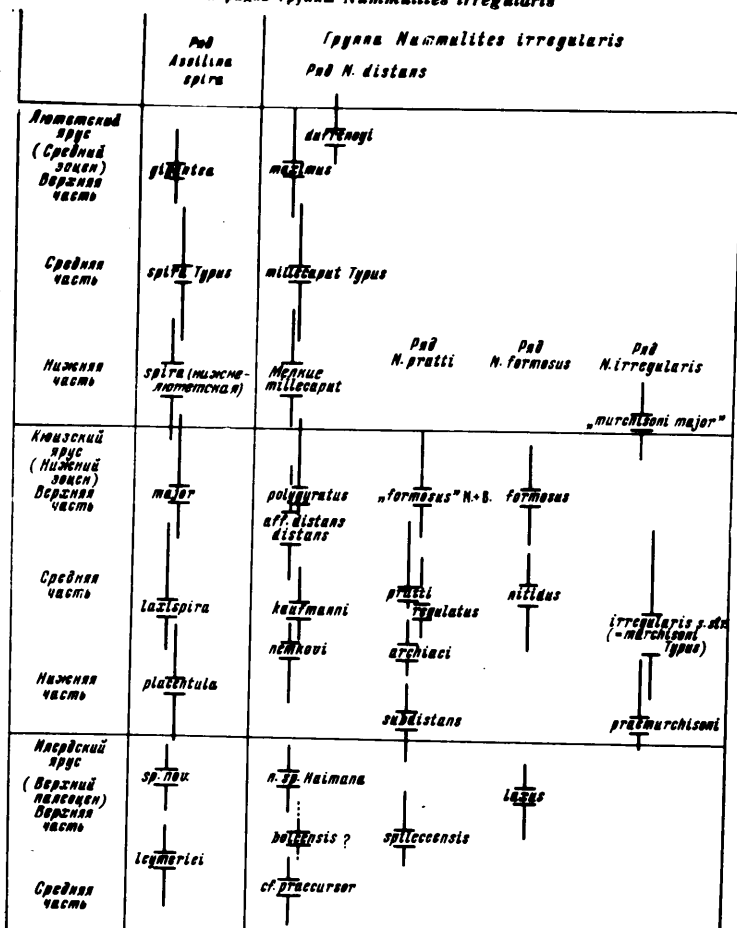 группа Nummulites irregularis
Ряд
Assilina
spira
Группа Nummulites irregularis
Ряд N. distans
Лютетский
ярус
(Средний
эоцен)
Верхняя
часть
gigantea
maximus
dufrenoyi
Средняя
часть
spira Typus
millecaput Typus
Нижняя
часть
spira (нижне-
лютетская)
Мелкие
millecaput
Ряд
N. pratti
Ряд
N. formosus
Ряд
N. irregularis
„murchisoni major"
Кюизский
ярус
(Нижний
эоцен)
Верхняя
часть
major
polygyratus
aff. distans
distans
„formosus" N.+B.
formosus
Средняя
часть
laxispira
kaufmanni
nemkovi
pratti
regulatus
archiaci
nitidus
irregularis s.str.
(=murchisoni
Typus)
Нижняя
часть
placentula
subdistans
praemurchisoni
Илердский
ярус
(Верхний
палеоцен)
Верхняя
часть
sp. nov.
n. sp. Haimana
laxus
leymeriei
bolcensis ?
spileccensis
Средняя
часть
cf. praecursor